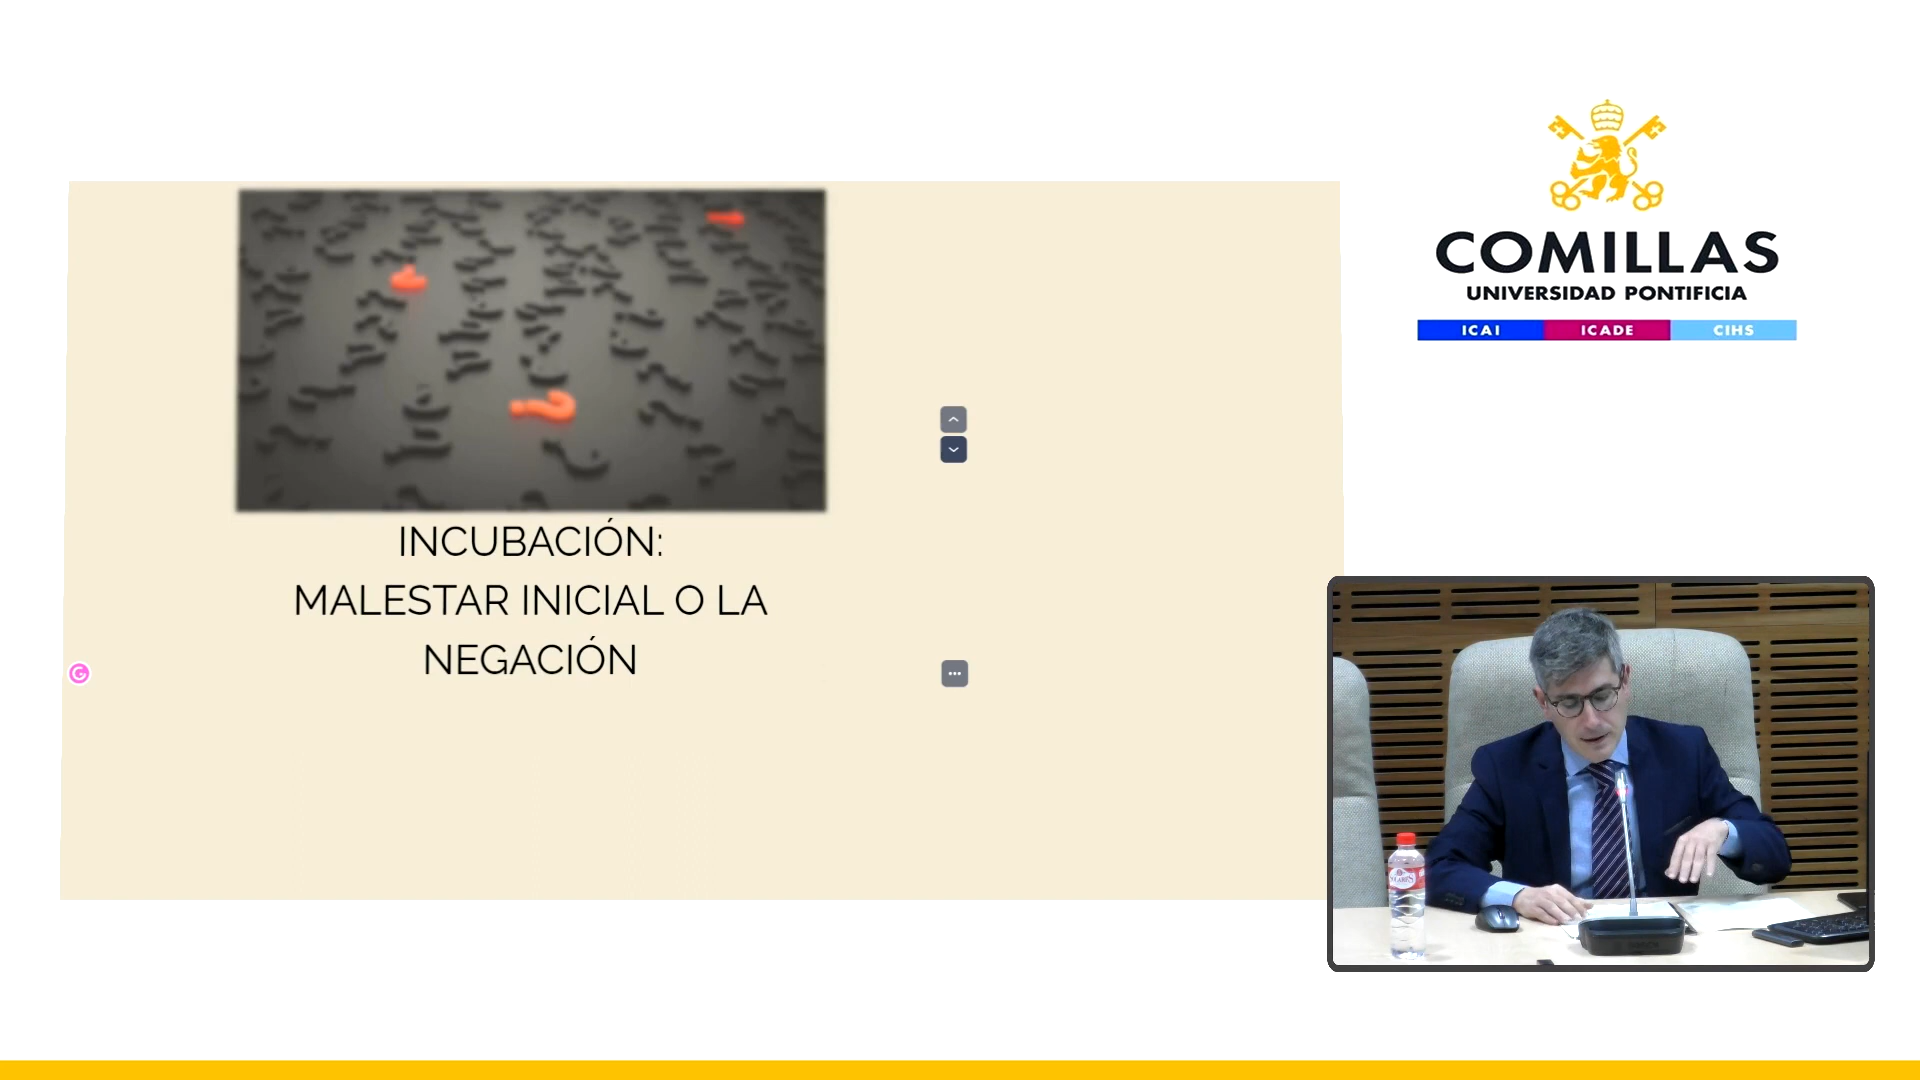 INCUBACIÓN:
MALESTAR INICIAL O LA
NEGACIÓN
COMILLAS
UNIVERSIDAD PONTIFICIA
ICAI ICADE CIHS